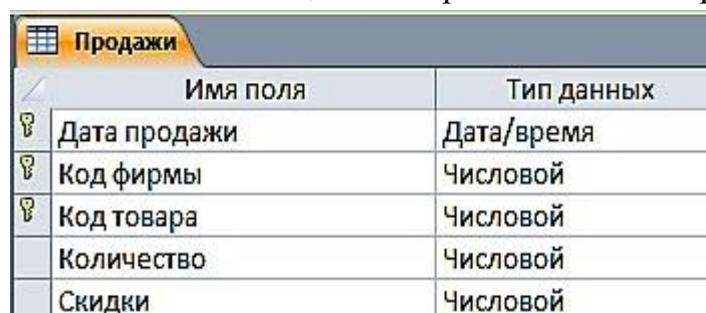 Продажи
Имя поля Тип данных
Дата продажи Дата/время
Код фирмы Числовой
Код товара Числовой
Количество Числовой
Скидки Числовой